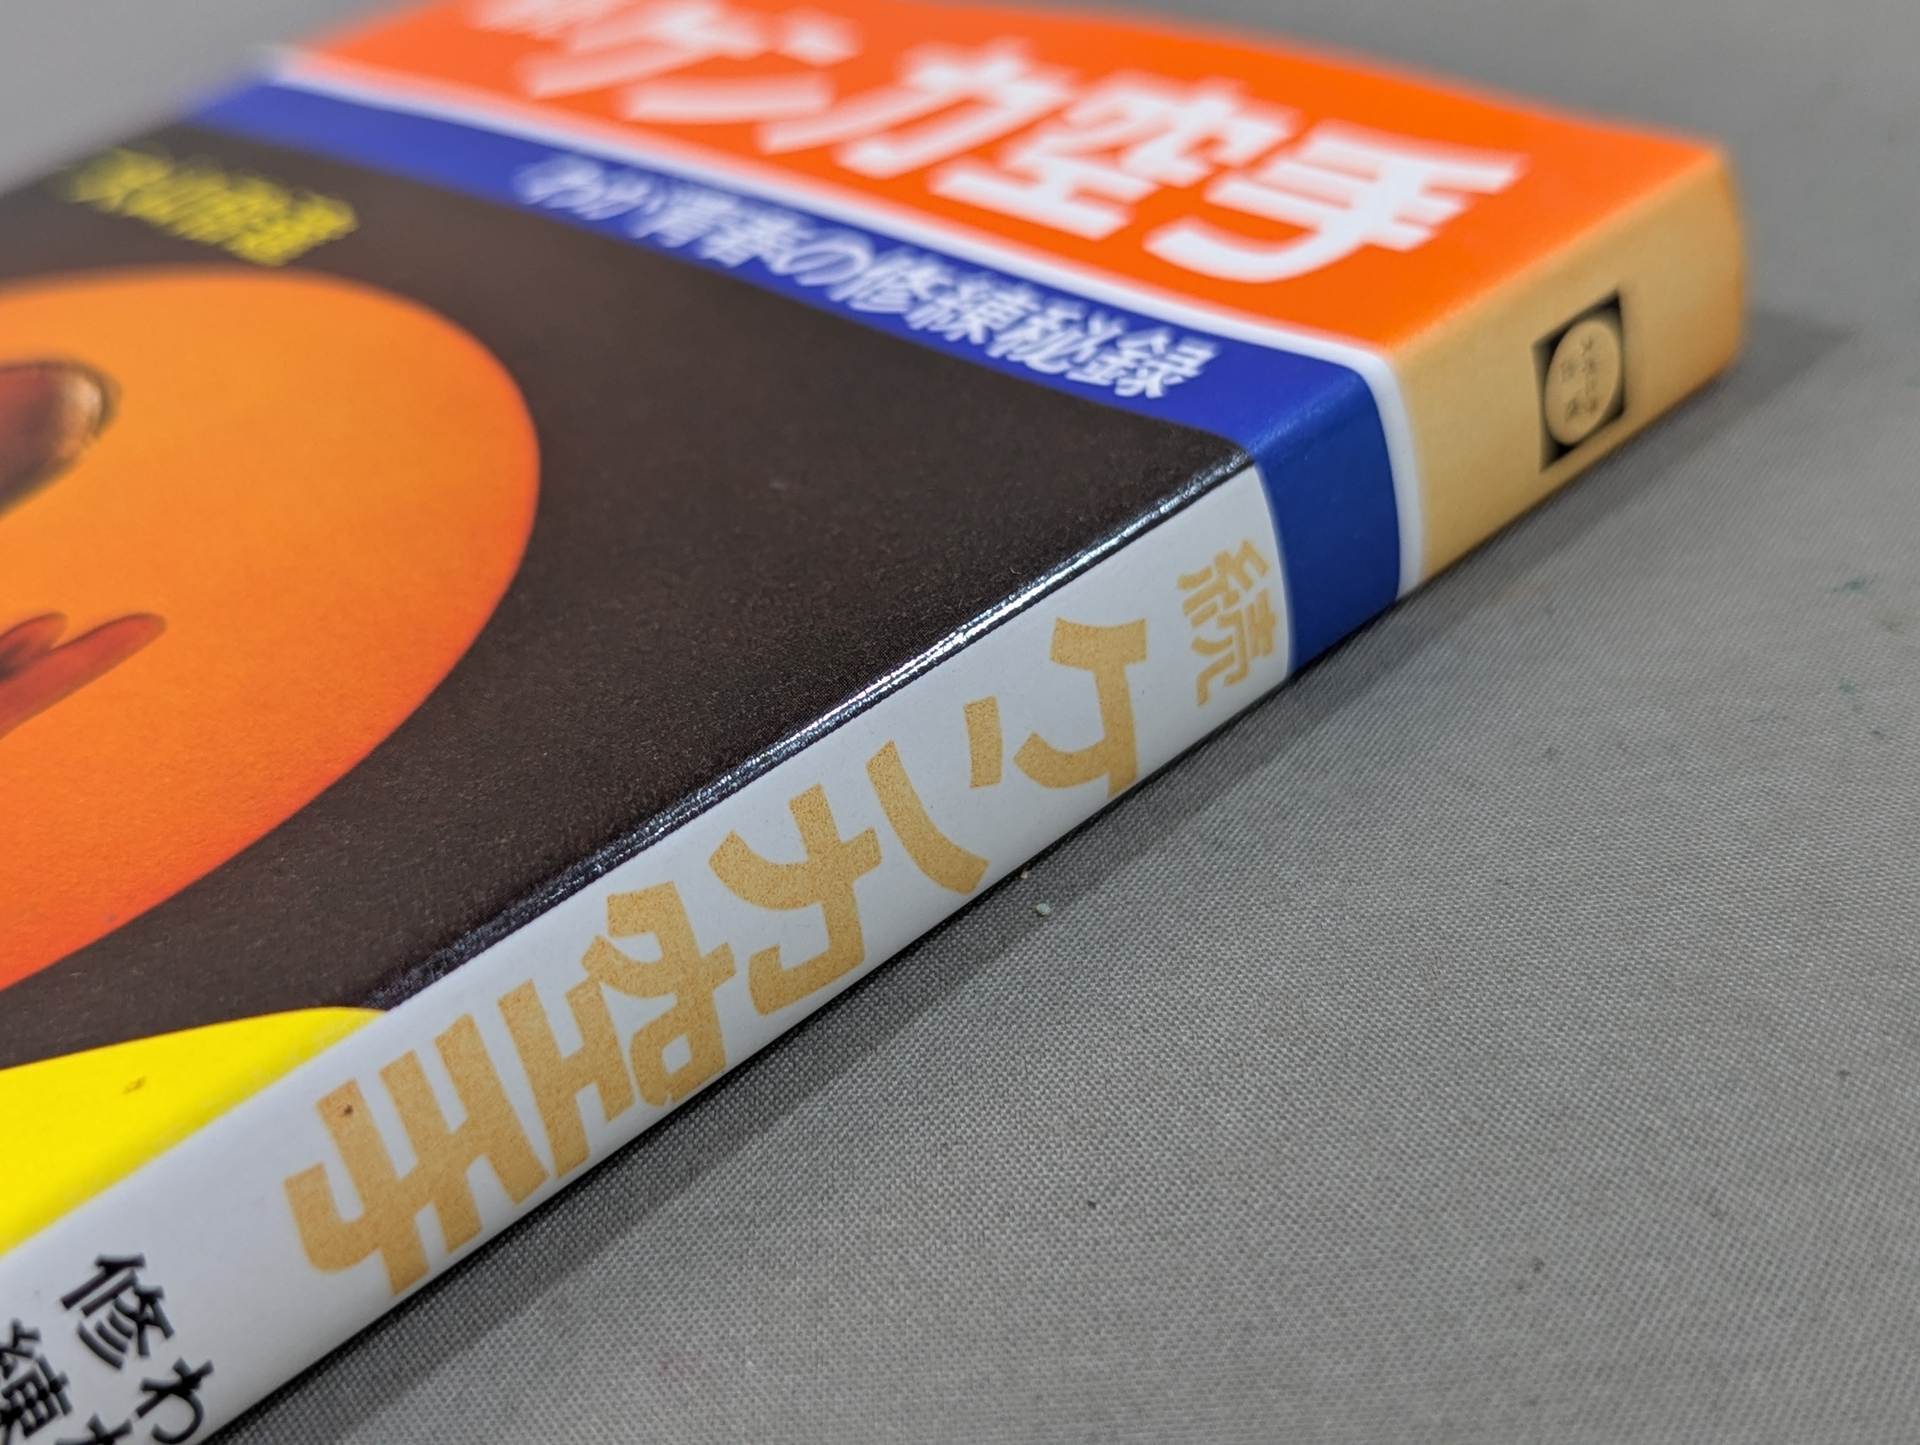 続ケンカ空手
わが青春の修練秘録
続
ケンカ空手
わ
修練